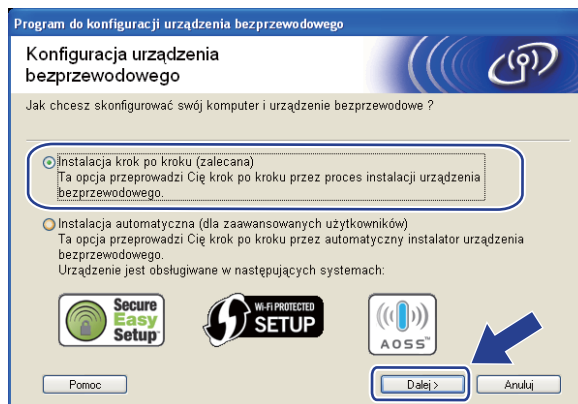 Program do konfiguracji urządzenia bezprzewodowego
Konfiguracja urządzenia
bezprzewodowego
Jak chcesz skonfigurować swój komputer i urządzenie bezprzewodowe ?
Instalacja krok po kroku (zalecana)
Ta opcja przeprowadzi Cię krok po kroku przez proces instalacji urządzenia
bezprzewodowego.
Instalacja automatyczna (dla zaawansowanych użytkowników)
Ta opcja przeprowadzi Cię krok po kroku przez automatyczny instalator urządzenia
bezprzewodowego.
Urządzenie jest obsługiwane w następujących systemach:
Secure
Easy
Setup™
Wi-Fi PROTECTED
SETUP
AOSS™
Pomoc
Dalej >
Anuluj